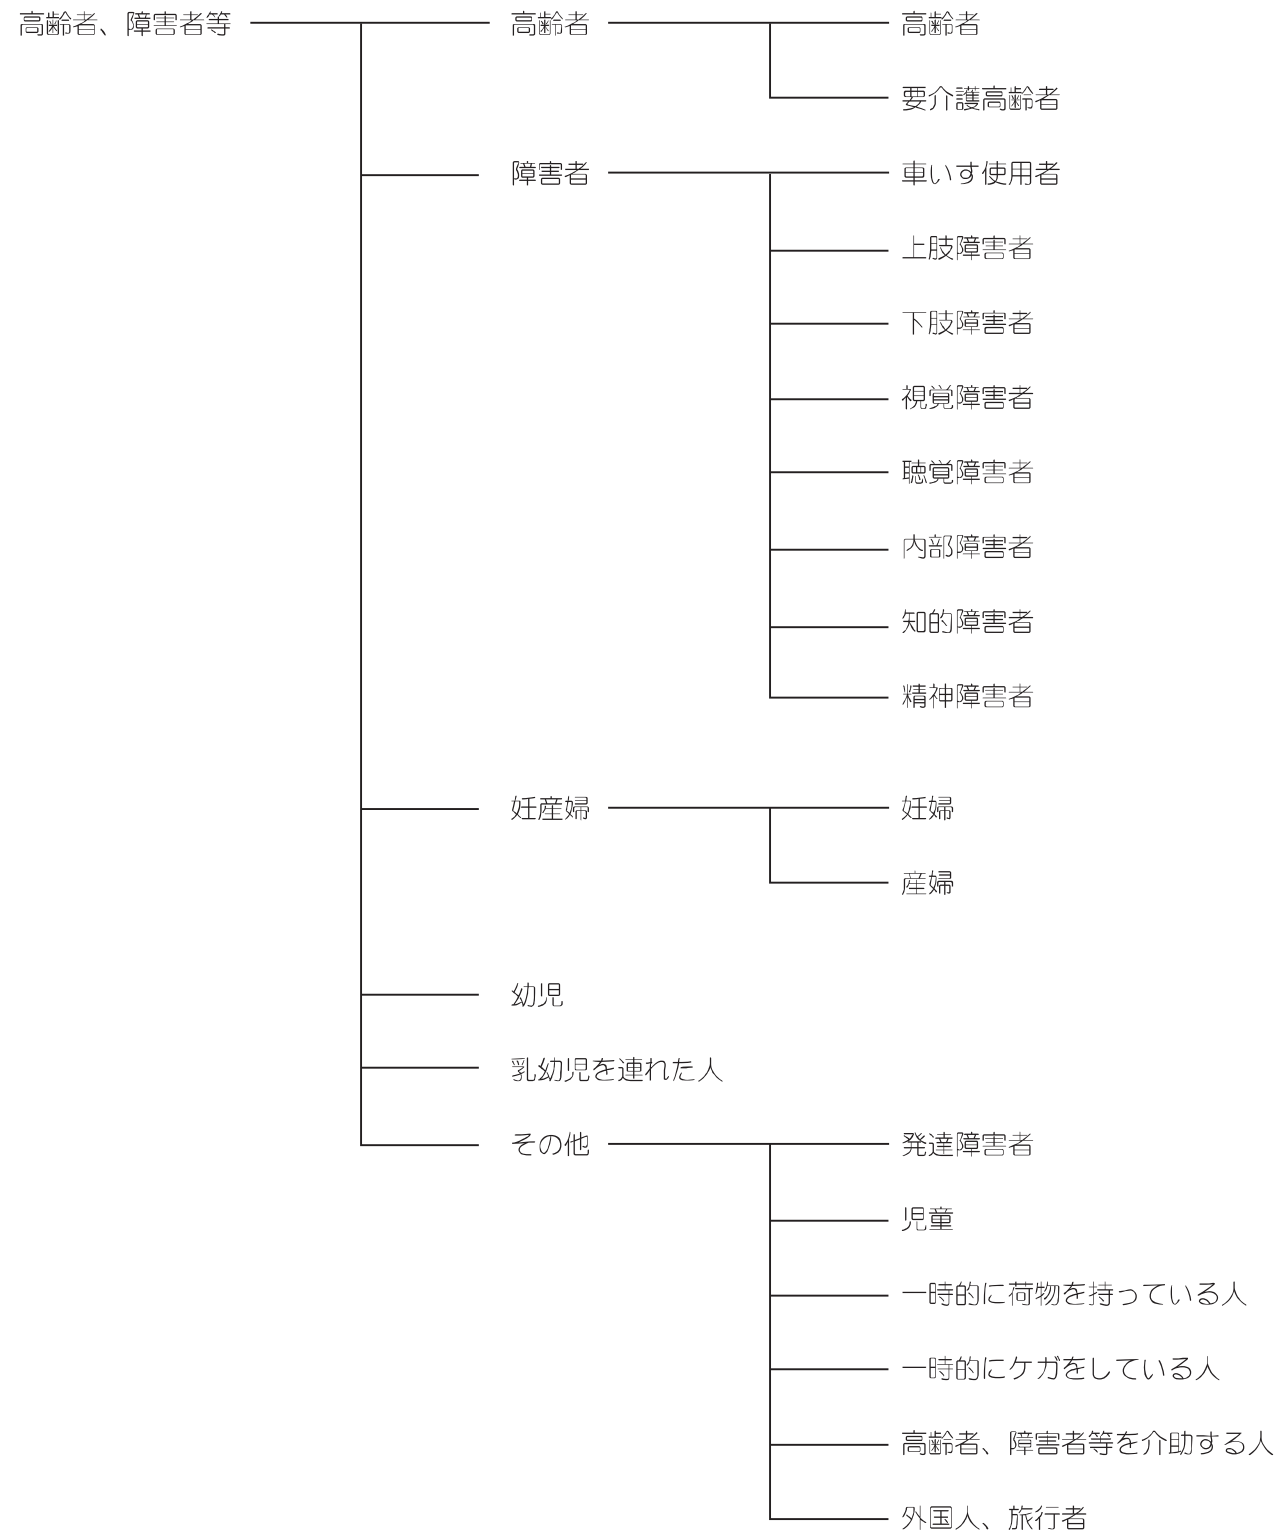 高齢者、障害者等
高齢者
高齢者
要介護高齢者
障害者
車いす使用者
上肢障害者
下肢障害者
視覚障害者
聴覚障害者
内部障害者
知的障害者
精神障害者
妊産婦
妊婦
産婦
幼児
乳幼児を連れた人
その他
発達障害者
児童
一時的に荷物を持っている人
一時的にケガをしている人
高齢者、障害者等を介助する人
外国人、旅行者